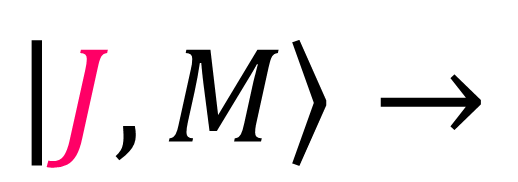 |J, M⟩ →